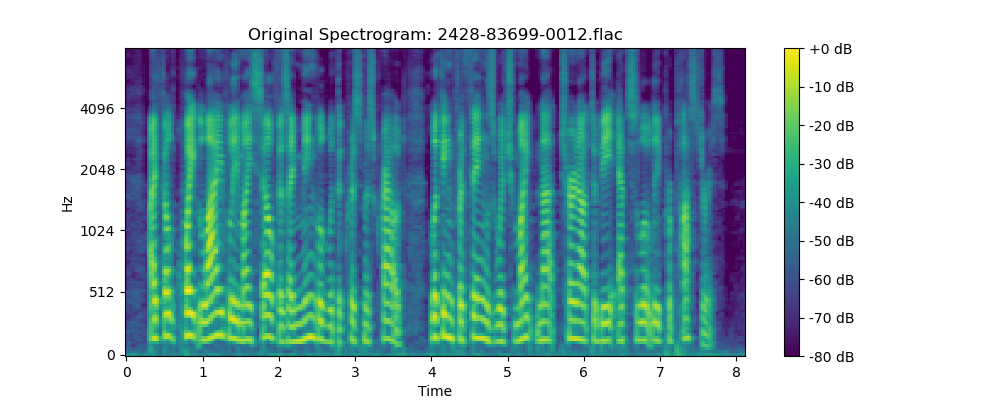 Original Spectrogram: 2428-83699-0012.flac
Hz
4096
2048
1024
512
0
0 1 2 3 4 5 6 7 8
Time
+0 dB
-10 dB
-20 dB
-30 dB
-40 dB
-50 dB
-60 dB
-70 dB
-80 dB